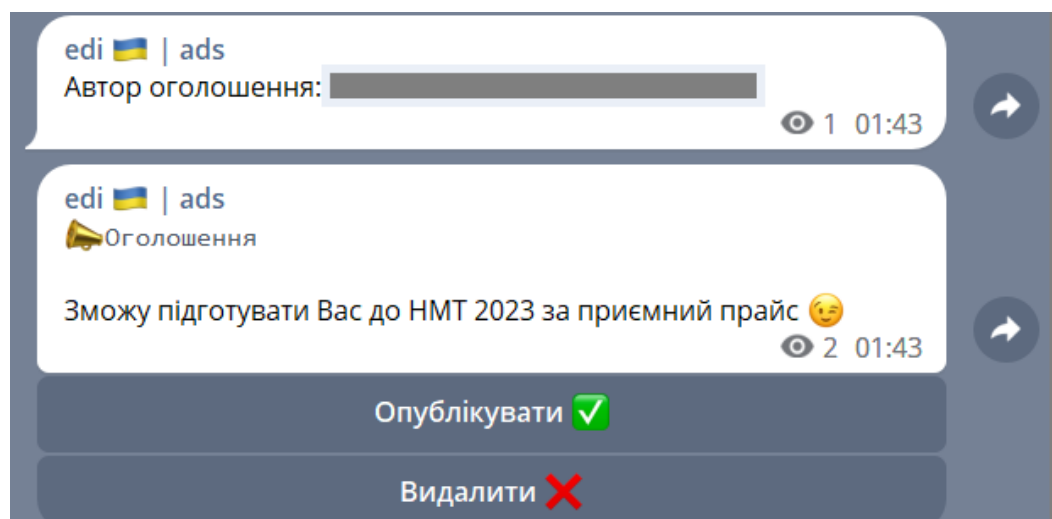 edi 🇺🇦 | ads
Автор оголошення:
1 01:43
edi 🇺🇦 | ads
📣Оголошення
Зможу підготувати Вас до НМТ 2023 за приємний прайс 😉
2 01:43
Опублікувати ✅
Видалити ❌